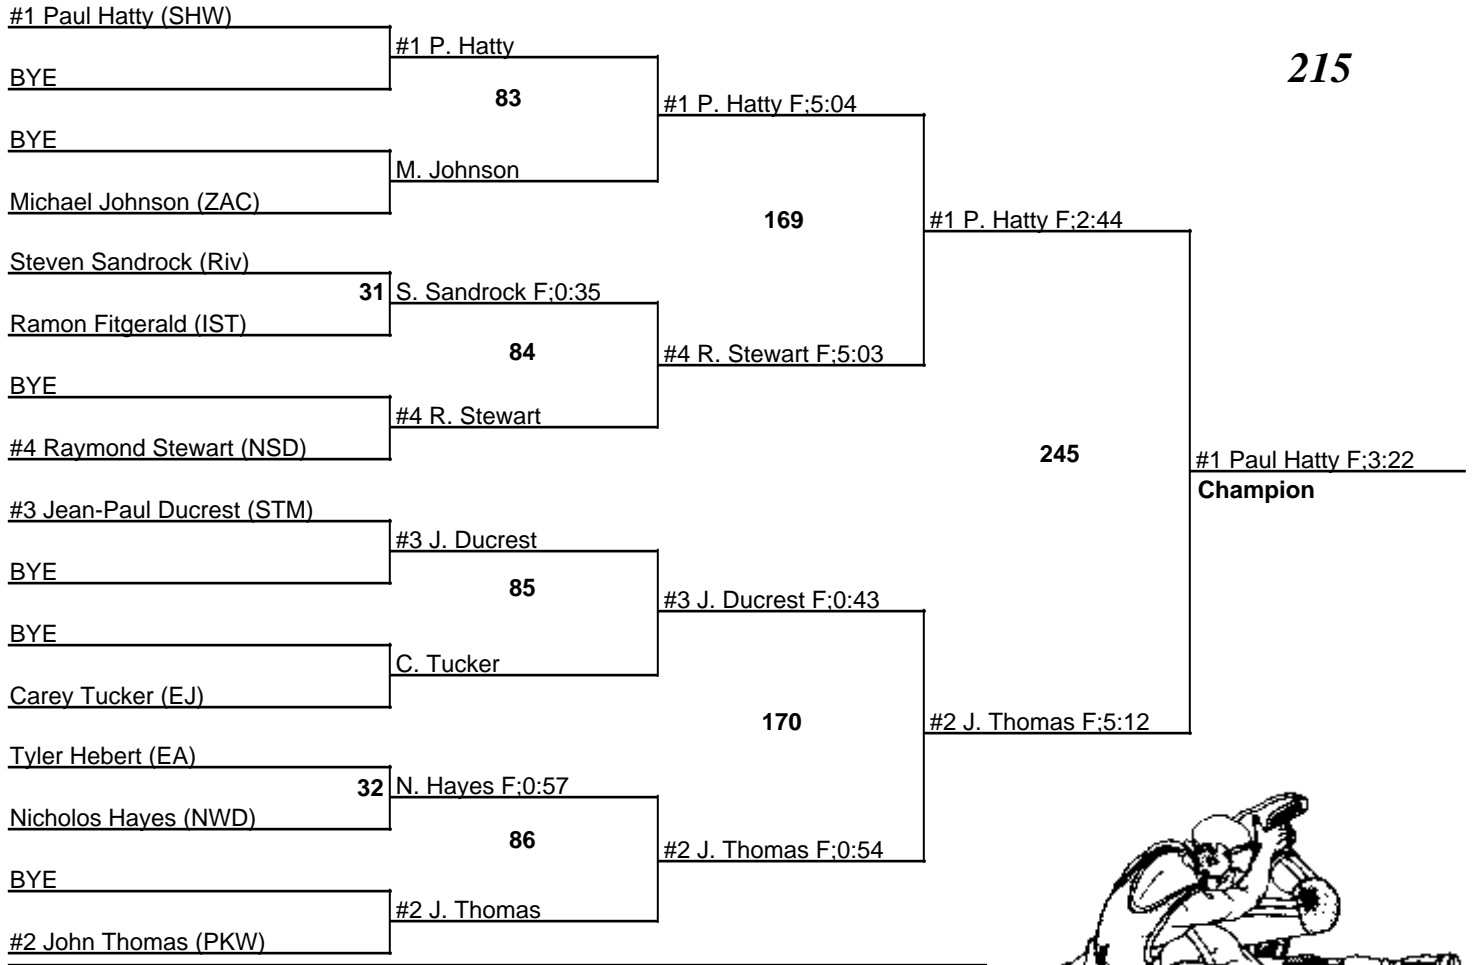 #1 Paul Hatty (SHW)
BYE
BYE
Michael Johnson (ZAC)
Steven Sandrock (Riv)
Ramon Fitgerald (IST)
BYE
#4 Raymond Stewart (NSD)
#3 Jean-Paul Ducrest (STM)
BYE
BYE
Carey Tucker (EJ)
Tyler Hebert (EA)
Nicholos Hayes (NWD)
BYE
#2 John Thomas (PKW)
#1 P. Hatty
83
M. Johnson
31 S. Sandrock F;0:35
84
#4 R. Stewart
#3 J. Ducrest
85
C. Tucker
32 N. Hayes F;0:57
86
#2 J. Thomas
#1 P. Hatty F;5:04
169
#4 R. Stewart F;5:03
#3 J. Ducrest F;0:43
170
#2 J. Thomas F;0:54
#1 P. Hatty F;2:44
245
#2 J. Thomas F;5:12
215
#1 Paul Hatty F;3:22
Champion